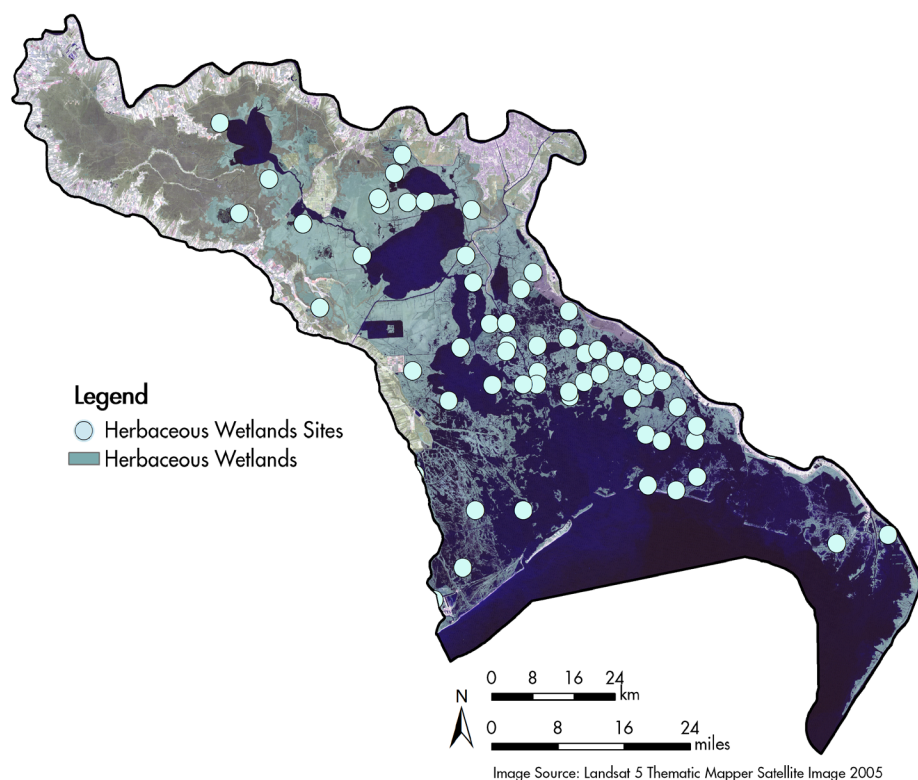 Legend
Herbaceous Wetlands Sites
Herbaceous Wetlands
N
0 8 16 24
km
0 8 16 24
miles
Image Source: Landsat 5 Thematic Mapper Satellite Image 2005